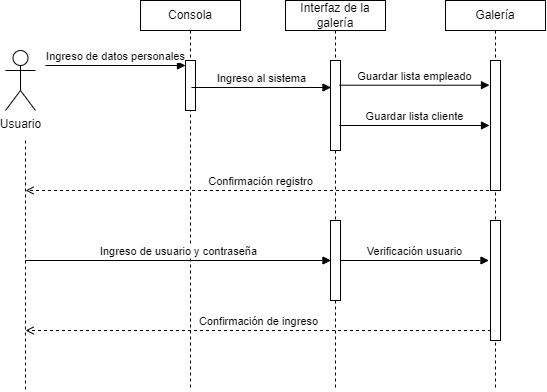 Consola
Interfaz de la
galería
Galería
Ingreso de datos personales
Usuario
Ingreso al sistema
Guardar lista empleado
Guardar lista cliente
Confirmación registro
Ingreso de usuario y contraseña
Verificación usuario
Confirmación de ingreso